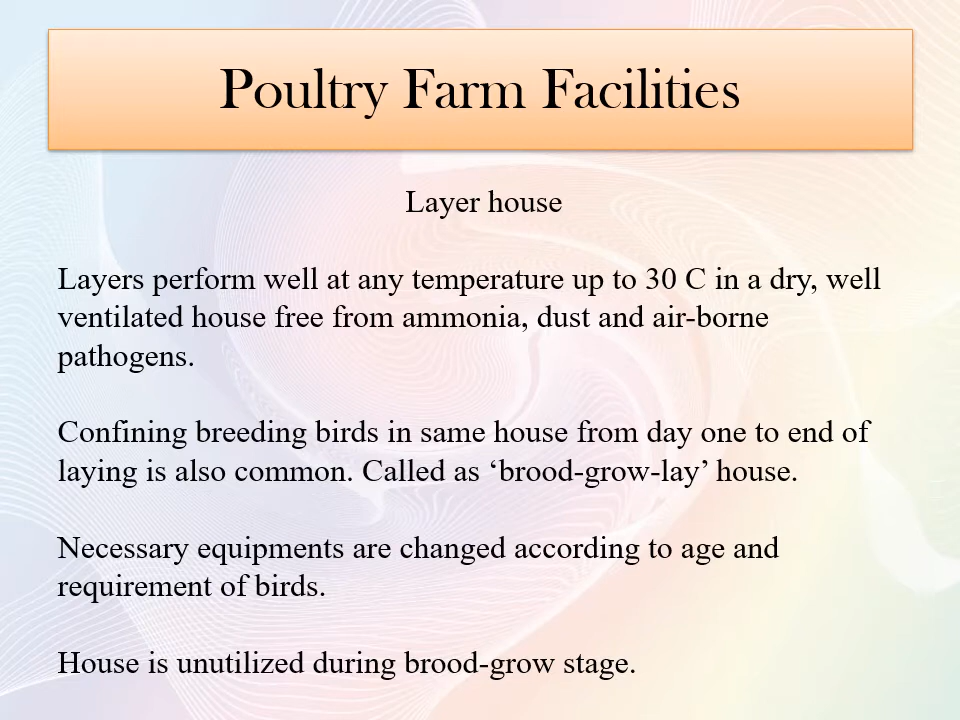 Poultry Farm Facilities
Layer house
Layers perform well at any temperature up to 30 C in a dry, well
ventilated house free from ammonia, dust and air-borne
pathogens.
Confining breeding birds in same house from day one to end of
laying is also common. Called as ‘brood-grow-lay’ house.
Necessary equipments are changed according to age and
requirement of birds.
House is unutilized during brood-grow stage.